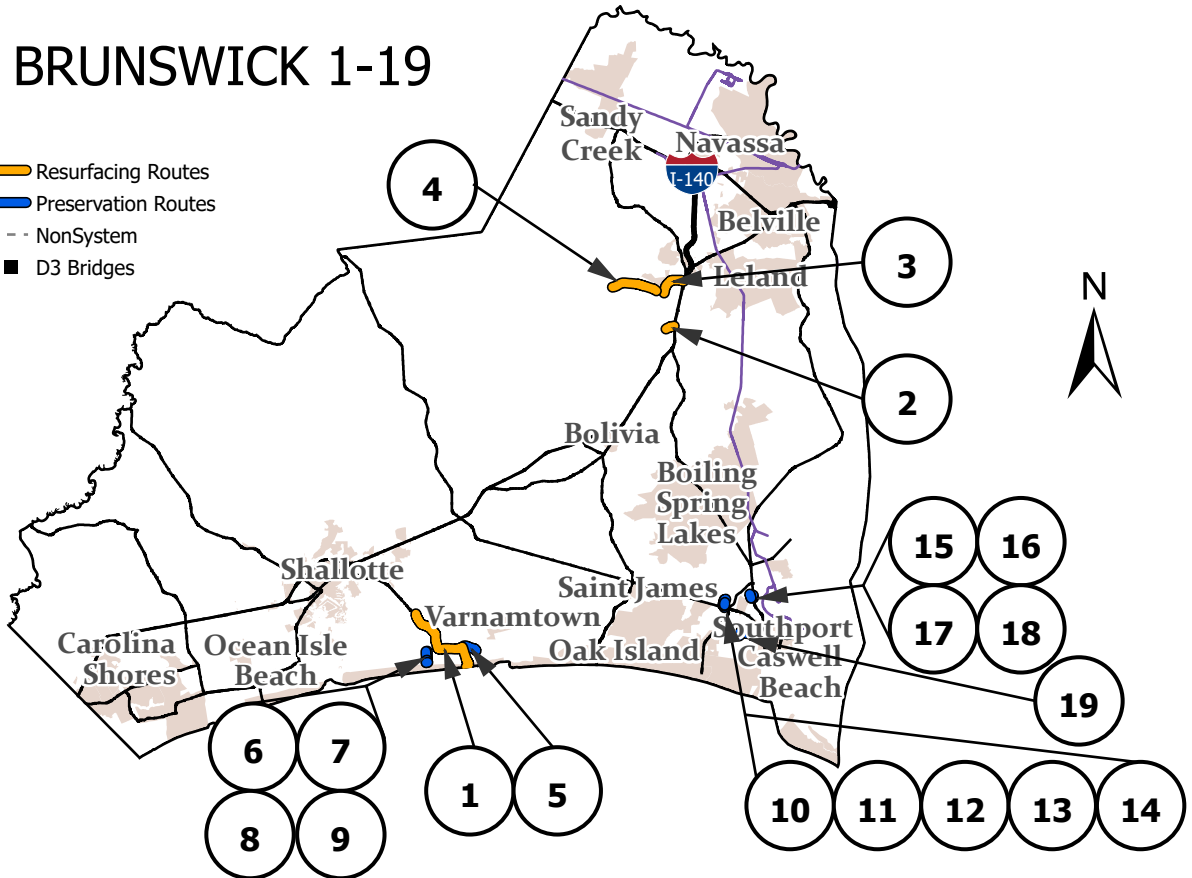 BRUNSWICK 1-19
Resurfacing Routes
Preservation Routes
NonSystem
D3 Bridges
Sandy
Creek
Navassa
I-140
4
Belville
3
Leland
N
2
Bolivia
Boiling
Spring
Lakes
15 16
Shallotte
Saint James
Varnamtown
17 18
Southport
Carolina
Shores
Ocean Isle
Beach
Oak Island
Caswell
Beach
19
6 7
1 5
8 9
10 11 12 13 14